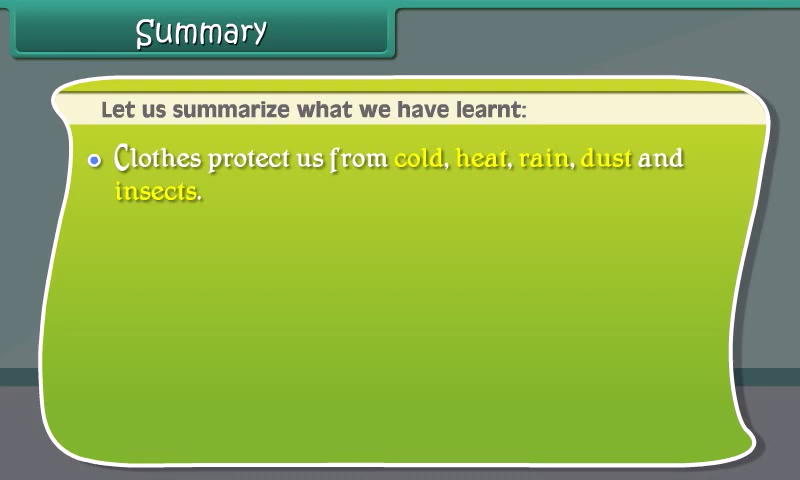 Summary
Let us summarize what we have learnt:
Clothes protect us from cold, heat, rain, dust and
insects.